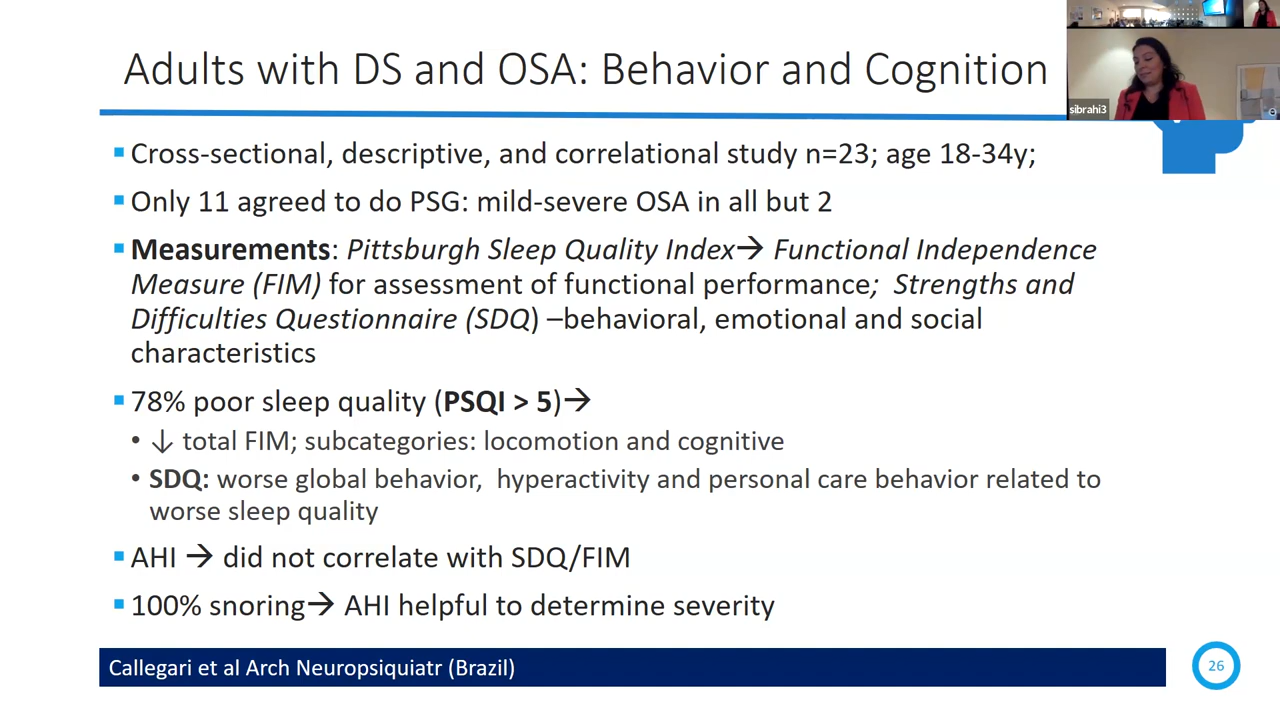 Adults with DS and OSA: Behavior and Cognition
sibrahi3
Cross-sectional, descriptive, and correlational study n=23; age 18-34y;
Only 11 agreed to do PSG: mild-severe OSA in all but 2
Measurements: Pittsburgh Sleep Quality Index→ Functional Independence
Measure (FIM) for assessment of functional performance; Strengths and
Difficulties Questionnaire (SDQ) –behavioral, emotional and social
characteristics
78% poor sleep quality (PSQI > 5)→
• ↓ total FIM; subcategories: locomotion and cognitive
• SDQ: worse global behavior, hyperactivity and personal care behavior related to
worse sleep quality
AHI → did not correlate with SDQ/FIM
100% snoring→ AHI helpful to determine severity
Callegari et al Arch Neuropsiquiatr (Brazil)
26